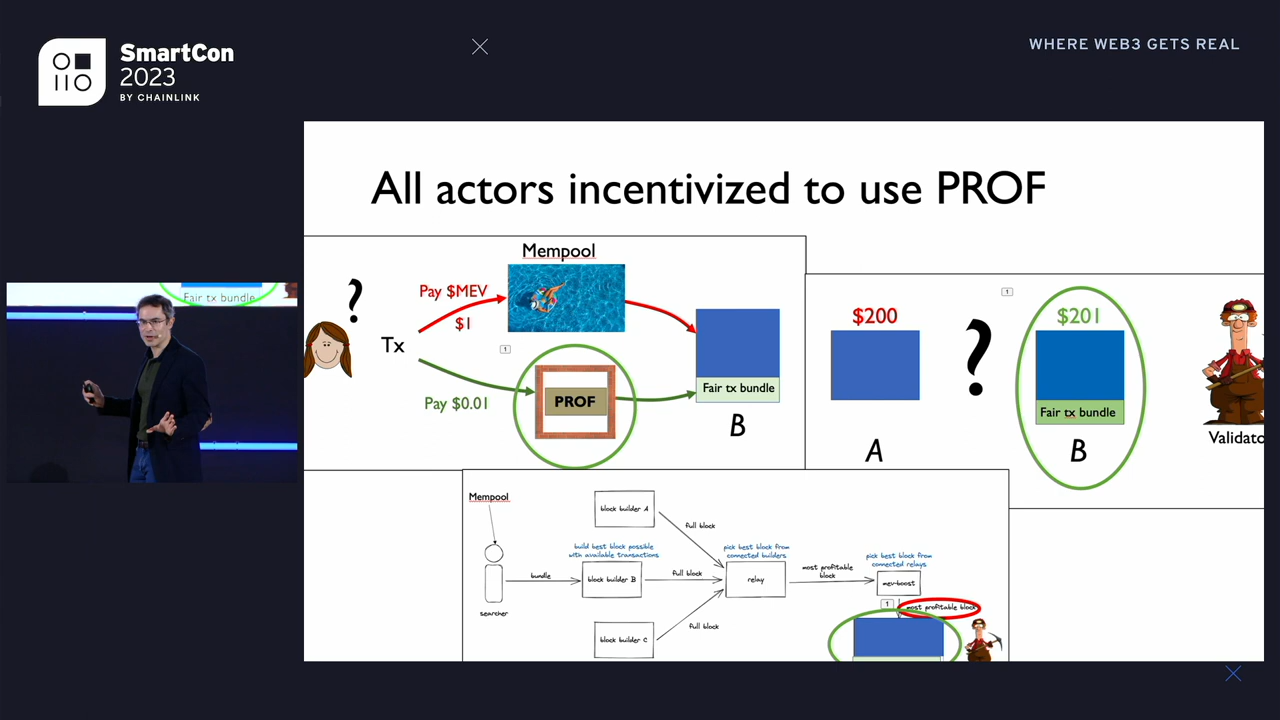 SmartCon
2023
BY CHAINLINK
WHERE WEB3 GETS REAL
All actors incentivized to use PROF
Mempool
Pay $MEV
$1
?
Tx
1
Pay $0.01
PROF
Fair tx bundle
B
1
$200
$201
?
Fair tx bundle
A
B
Validato
Fair tx bundle
Mempool
block builder A
full block
build best block possible
with available transactions
pick best block from
connected builders
pick best block from
connected relays
bundle
block builder B
full block
relay
most profitable
block
mev-boost
1
most profitable block
searcher
full block
block builder C